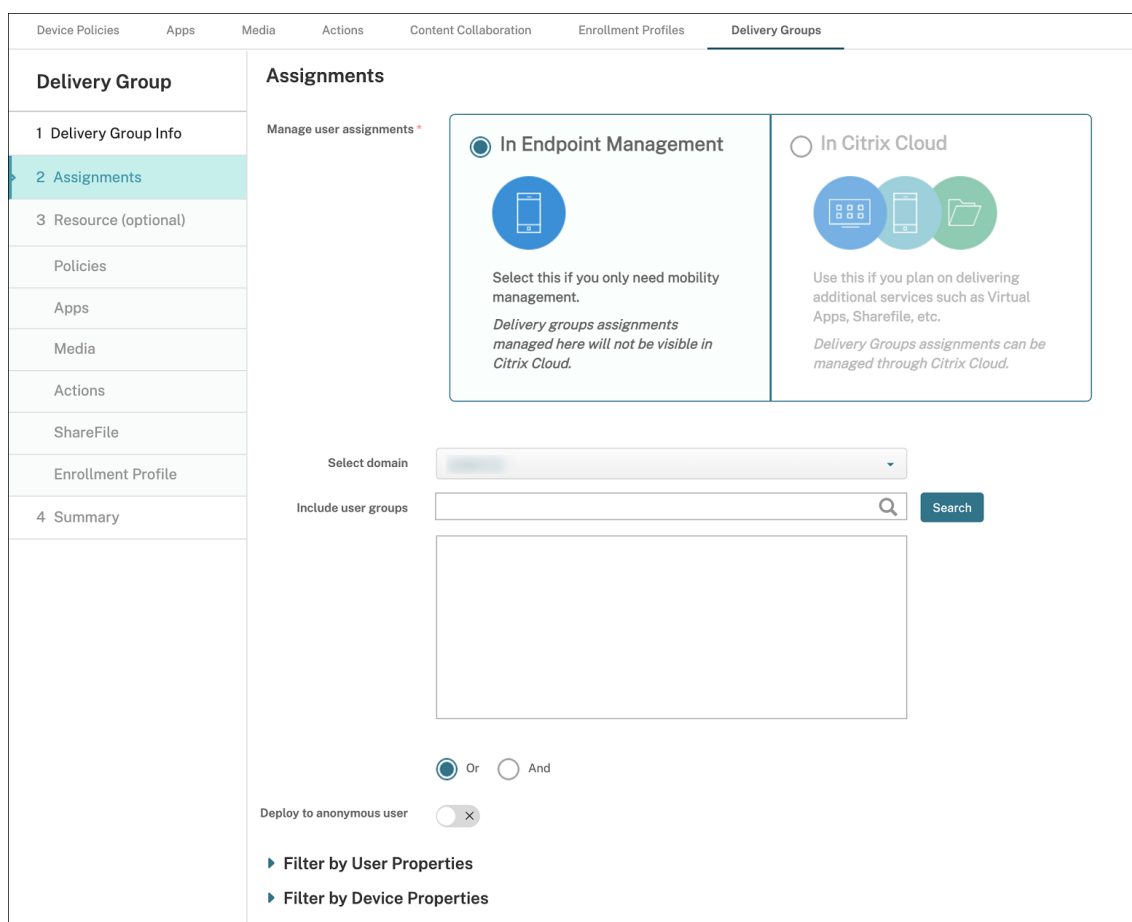 Device Policies Apps Media Actions Content Collaboration Enrollment Profiles Delivery Groups
Delivery Group
1 Delivery Group Info
2 Assignments
3 Resource (optional)
Policies
Apps
Media
Actions
ShareFile
Enrollment Profile
4 Summary
Assignments
Manage user assignments *
In Endpoint Management
Select this if you only need mobility
management.
Delivery groups assignments
managed here will not be visible in
Citrix Cloud.
In Citrix Cloud
Use this if you plan on delivering
additional services such as Virtual
Apps, Sharefile, etc.
Delivery Groups assignments can be
managed through Citrix Cloud.
Select domain
Include user groups
Search
Or And
Deploy to anonymous user
Filter by User Properties
Filter by Device Properties